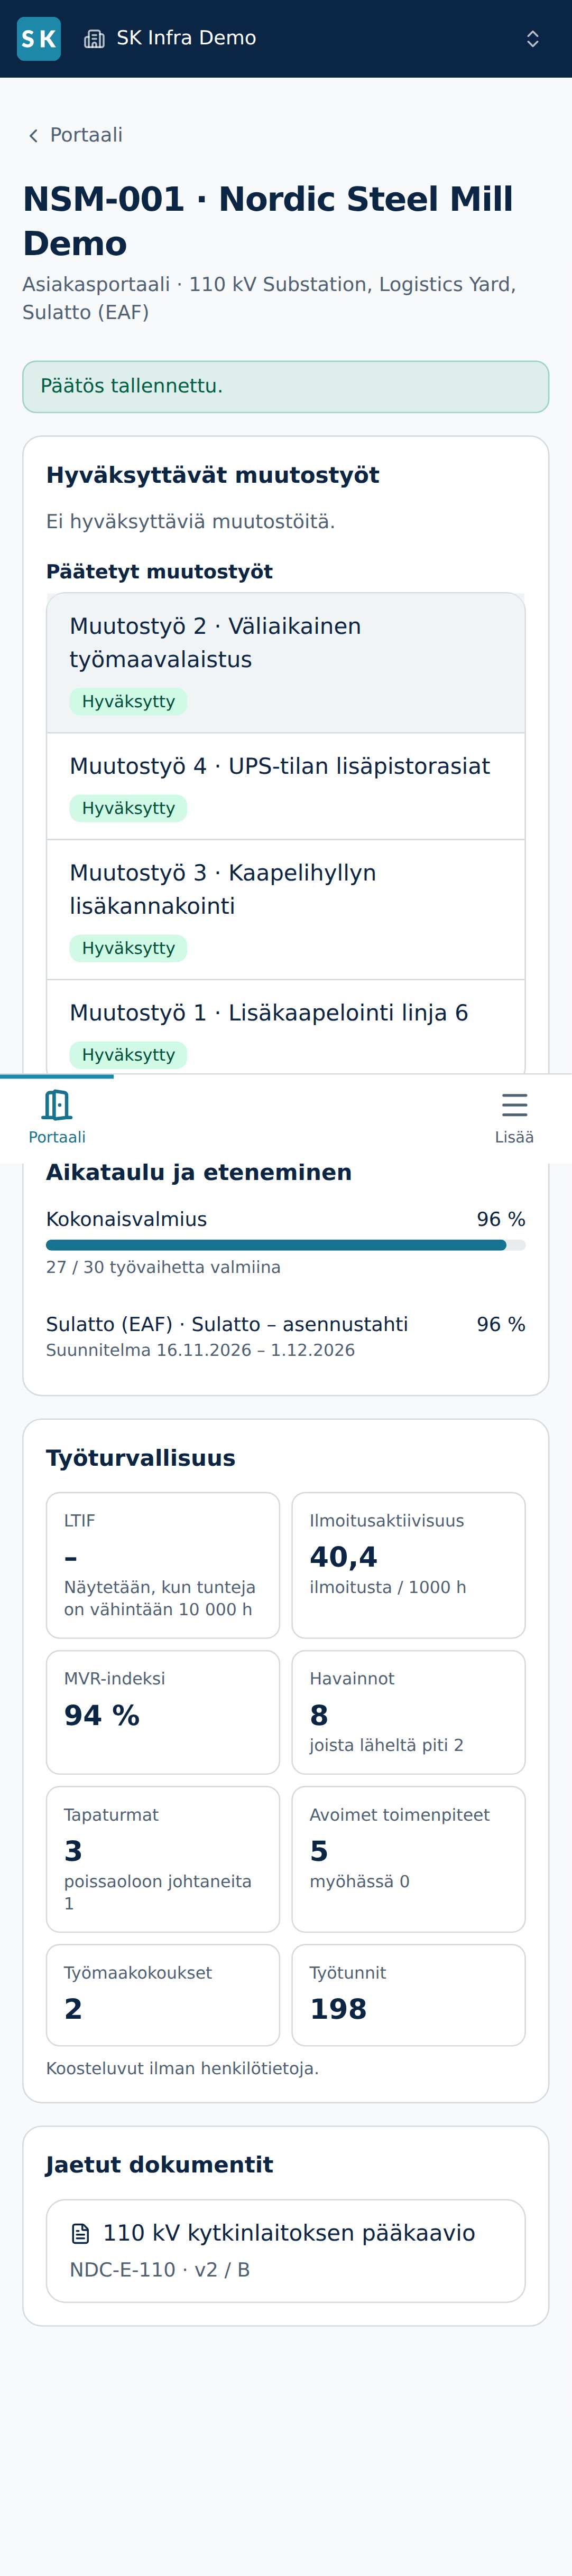 SK
SK Infra Demo
Portaali
NSM-001 · Nordic Steel Mill
Demo
Asiakasportaali · 110 kV Substation, Logistics Yard,
Sulatto (EAF)
Päätös tallennettu.
Hyväksyttävät muutostyöt
Ei hyväksyttäviä muutostöitä.
Päätetyt muutostyöt
Muutostyö 2 · Väliaikainen
työmaavalaistus
Hyväksytty
Muutostyö 4 · UPS-tilan lisäpistorasiat
Hyväksytty
Muutostyö 3 · Kaapelihyllyn
lisäkannakointi
Hyväksytty
Muutostyö 1 · Lisäkaapelointi linja 6
Hyväksytty
Portaali
Lisää
Aikataulu ja eteneminen
Kokonaisvalmius 96 %
27 / 30 työvaihetta valmiina
Sulatto (EAF) · Sulatto – asennustahti 96 %
Suunnitelma 16.11.2026 – 1.12.2026
Työturvallisuus
LTIF
–
Näytetään, kun tunteja
on vähintään 10 000 h
Ilmoitusaktiivisuus
40,4
ilmoitusta / 1000 h
MVR-indeksi
94 %
Havainnot
8
joista läheltä piti 2
Tapaturmat
3
poissaoloon johtaneita
1
Avoimet toimenpiteet
5
myöhässä 0
Työmaakokoukset
2
Työtunnit
198
Koosteluvut ilman henkilötietoja.
Jaetut dokumentit
110 kV kytkinlaitoksen pääkaavio
NDC-E-110 · v2 / B